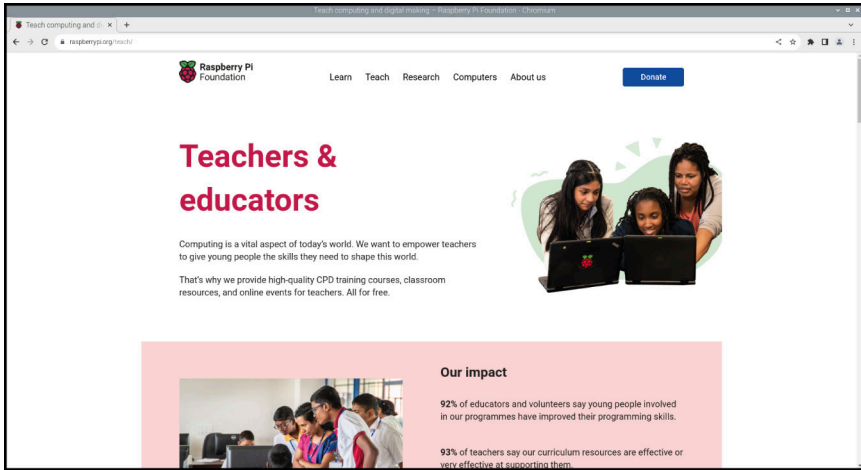 Teach computing and digital making – Raspberry Pi Foundation - Chromium
Teach computing and di
raspberrypi.org/teach/
Raspberry Pi
Foundation
Learn Teach Research Computers About us Donate
Teachers &
educators
Computing is a vital aspect of today's world. We want to empower teachers
to give young people the skills they need to shape this world.
That's why we provide high-quality CPD training courses, classroom
resources, and online events for teachers. All for free.
Our impact
92% of educators and volunteers say young people involved
in our programmes have improved their programming skills.
93% of teachers say our curriculum resources are effective or
very effective at supporting them.